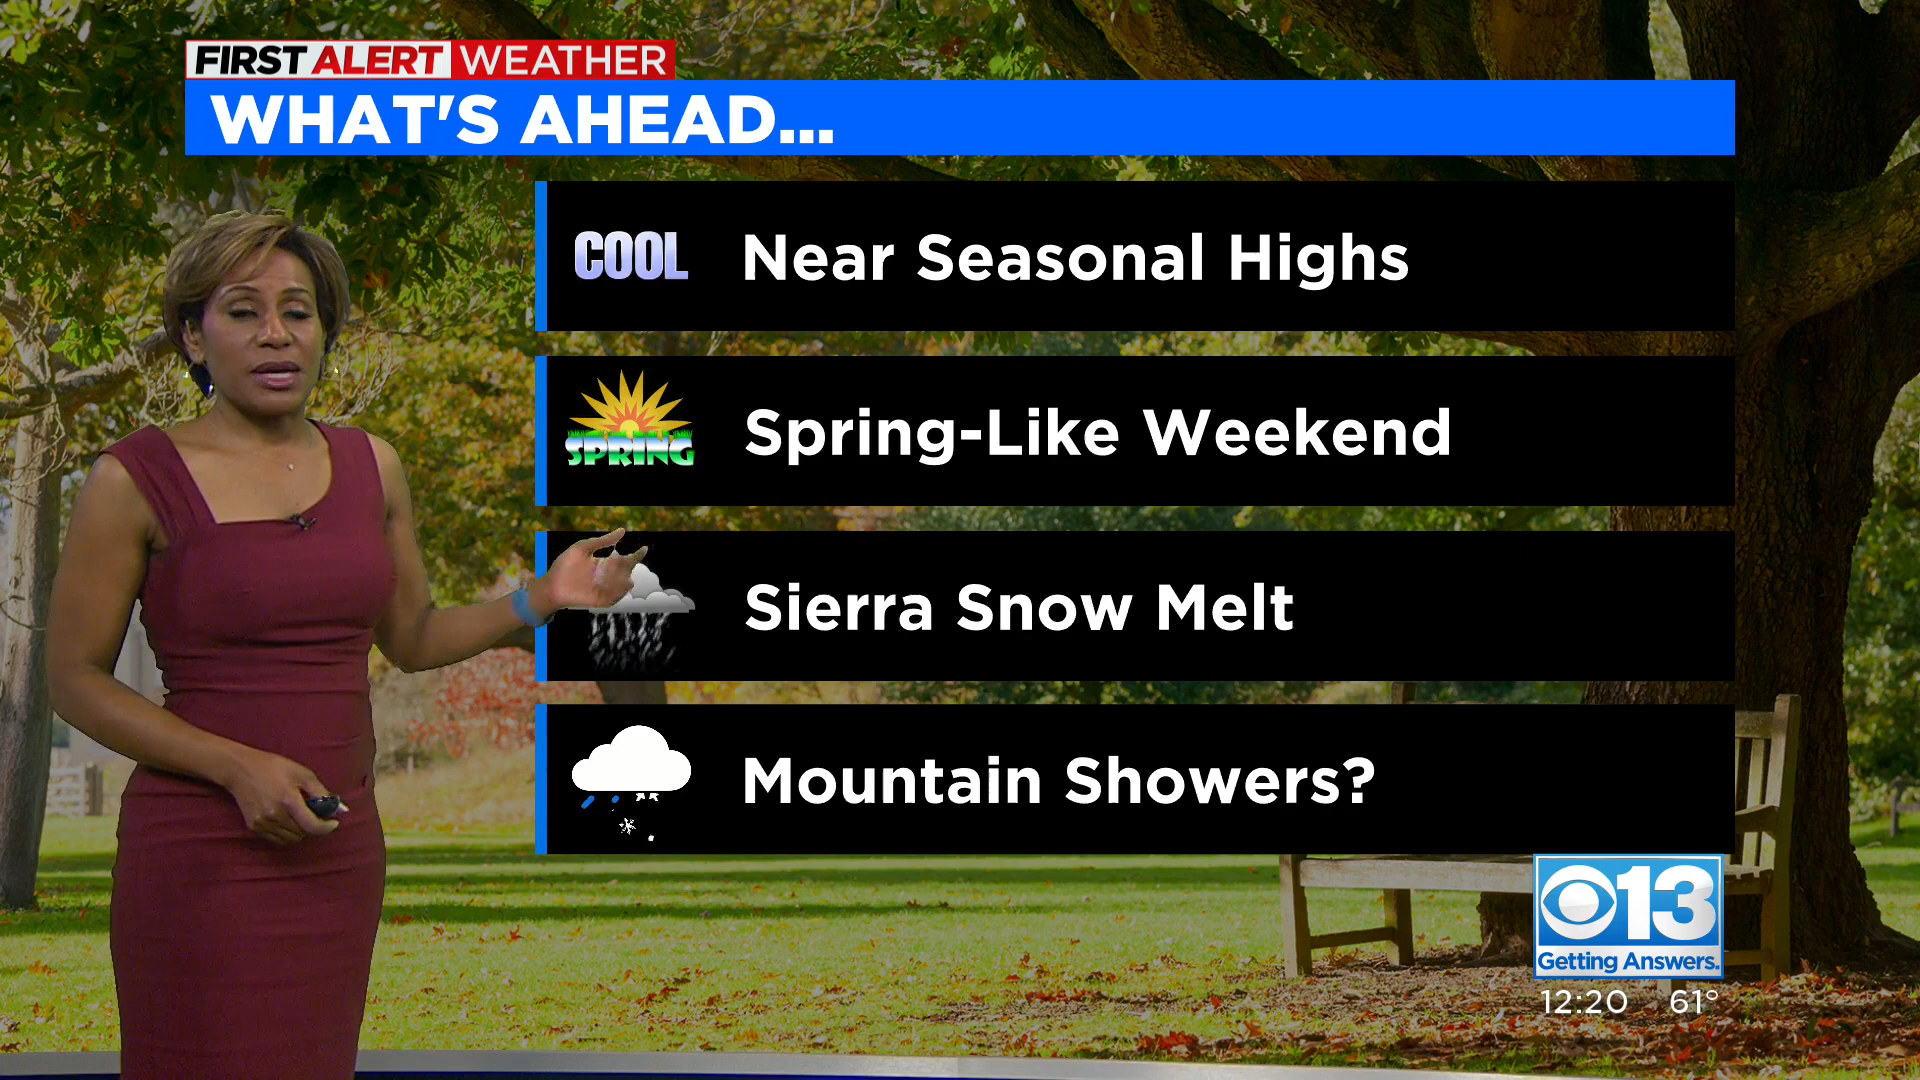 FIRST ALERT WEATHER
WHAT'S AHEAD...
COOL Near Seasonal Highs
SPRING Spring-Like Weekend
Sierra Snow Melt
Mountain Showers?
13
Getting Answers.
12:20 61°